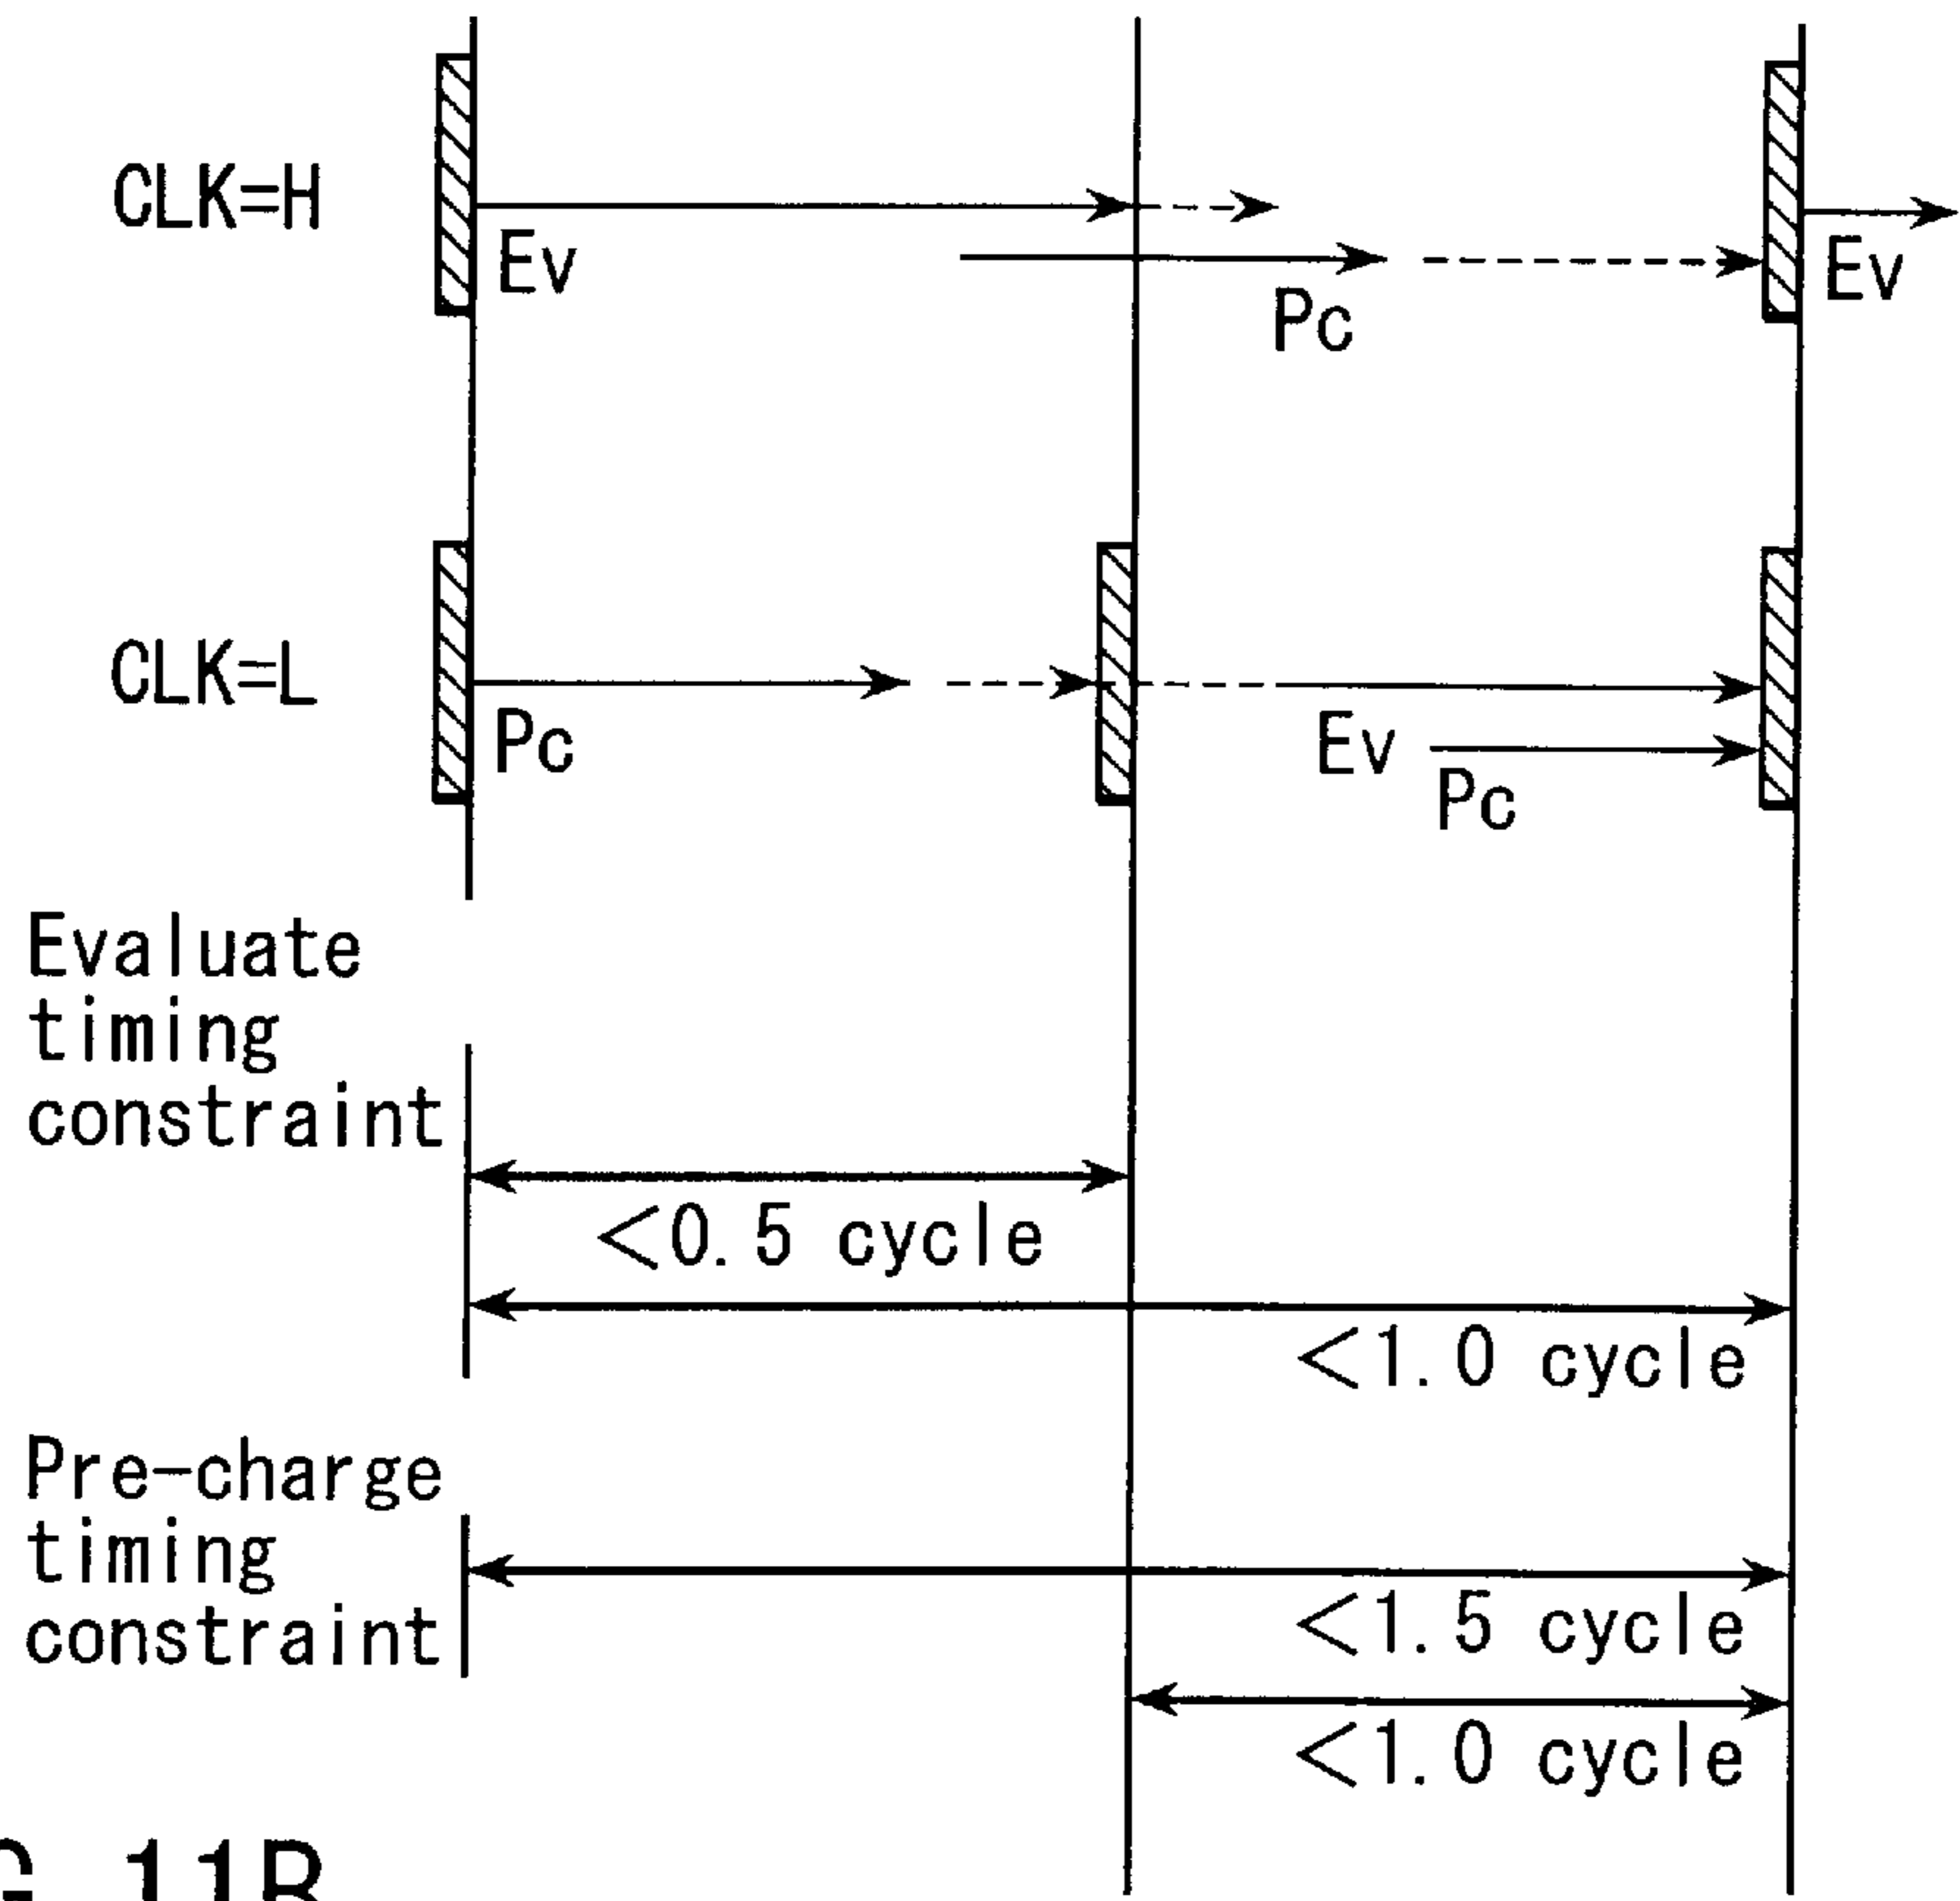 CLK=H
Ev
Pc
Ev
CLK=L
Pc
Ev
Pc
Evaluate
timing
constraint
<0.5 cycle
<1.0 cycle
Pre-charge
timing
constraint
<1.5 cycle
<1.0 cycle
G. 11B